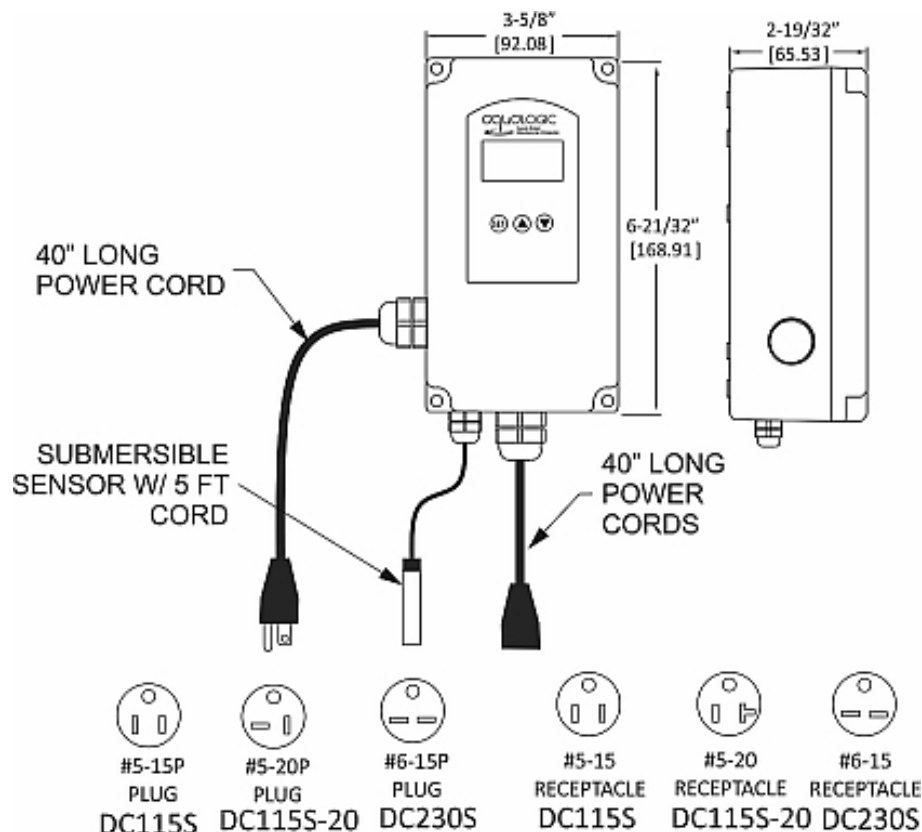 3-5/8"
[92.08]
2-19/32"
[65.53]
AQUALOGIC
SET
6-21/32"
[168.91]
40" LONG
POWER CORD
SUBMERSIBLE
SENSOR W/ 5 FT
CORD
40" LONG
POWER
CORDS
#5-15P
PLUG
DC115S
#5-20P
PLUG
DC115S-20
#6-15P
PLUG
DC230S
#5-15
RECEPTACLE
DC115S
#5-20
RECEPTACLE
DC115S-20
#6-15
RECEPTACLE
DC230S